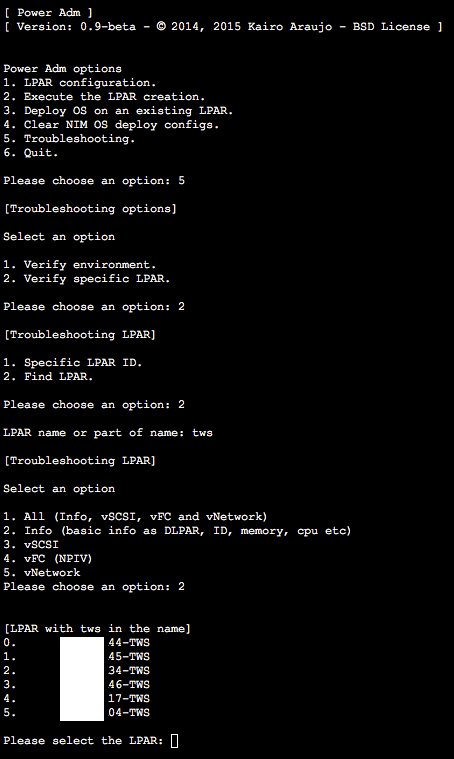 [ Power Adm ]
[ Version: 0.9-beta - © 2014, 2015 Kairo Araujo - BSD License ]
Power Adm options
1. LPAR configuration.
2. Execute the LPAR creation.
3. Deploy OS on an existing LPAR.
4. Clear NIM OS deploy configs.
5. Troubleshooting.
6. Quit.
Please choose an option: 5
[Troubleshooting options]
Select an option
1. Verify environment.
2. Verify specific LPAR.
Please choose an option: 2
[Troubleshooting LPAR]
1. Specific LPAR ID.
2. Find LPAR.
Please choose an option: 2
LPAR name or part of name: tws
[Troubleshooting LPAR]
Select an option
1. All (Info, vSCSI, vFC and vNetwork)
2. Info (basic info as DLPAR, ID, memory, cpu etc)
3. vSCSI
4. vFC (NPIV)
5. vNetwork
Please choose an option: 2
[LPAR with tws in the name]
0. 44-TWS
1. 45-TWS
2. 34-TWS
3. 46-TWS
4. 17-TWS
5. 04-TWS
Please select the LPAR: